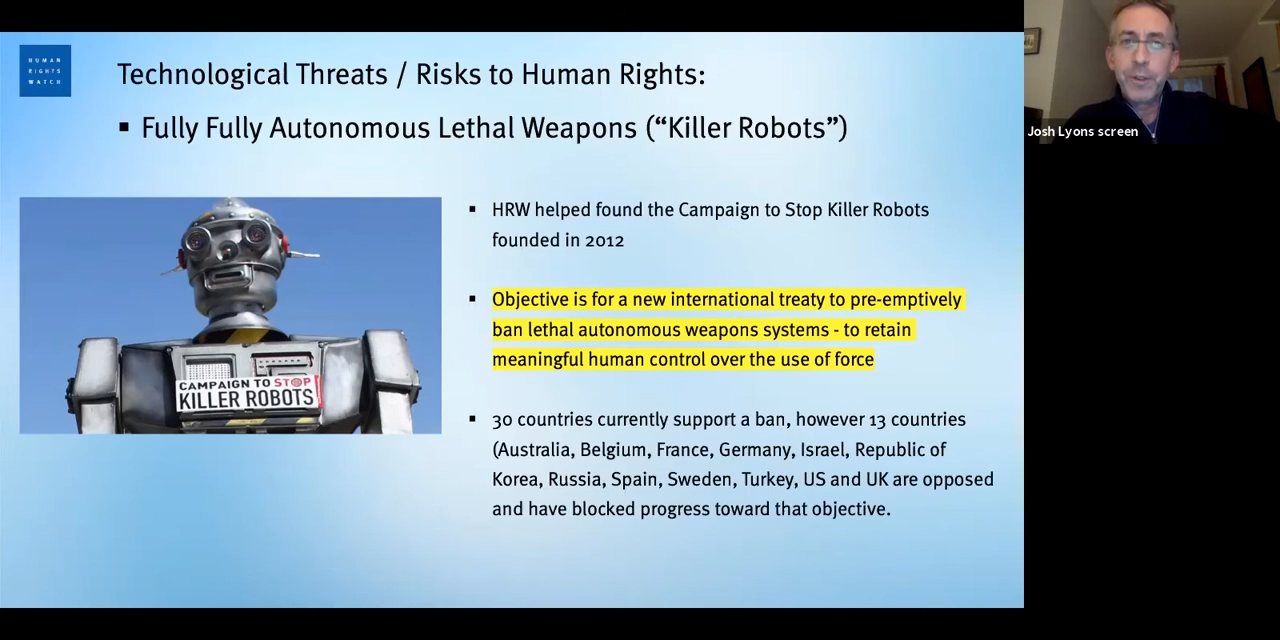 HUMAN
RIGHTS
WATCH
Technological Threats / Risks to Human Rights:
▪ Fully Fully Autonomous Lethal Weapons (“Killer Robots”)
CAMPAIGN TO STOP
KILLER ROBOTS
▪ HRW helped found the Campaign to Stop Killer Robots
founded in 2012
▪ Objective is for a new international treaty to pre-emptively
ban lethal autonomous weapons systems - to retain
meaningful human control over the use of force
▪ 30 countries currently support a ban, however 13 countries
(Australia, Belgium, France, Germany, Israel, Republic of
Korea, Russia, Spain, Sweden, Turkey, US and UK are opposed
and have blocked progress toward that objective.
Josh Lyons screen